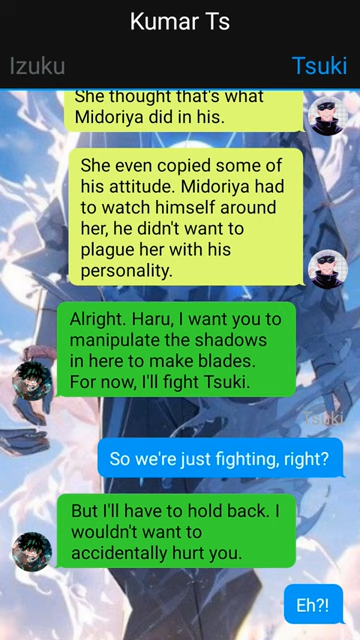 Kumar Ts
Izuku
Tsuki
She thought that's what
Midoriya did in his.
She even copied some of
his attitude. Midoriya had
to watch himself around
her, he didn't want to
plague her with his
personality.
Alright. Haru, I want you to
manipulate the shadows
in here to make blades.
For now, I'll fight Tsuki.
Tsuki
So we're just fighting, right?
But I'll have to hold back. I
wouldn't want to
accidentally hurt you.
Eh?!